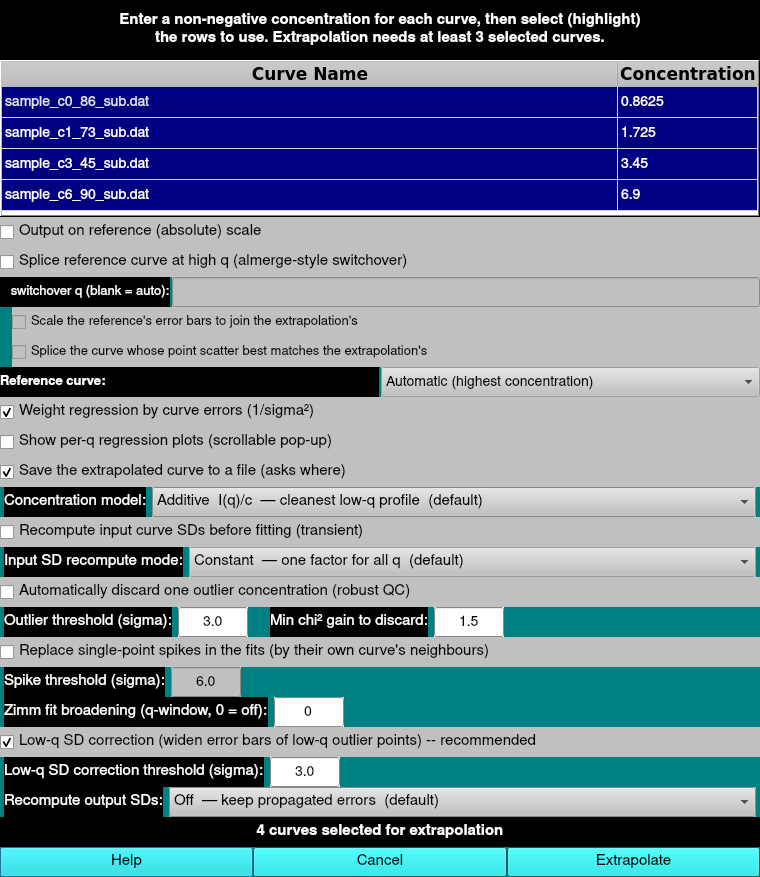 Enter a non-negative concentration for each curve, then select (highlight)
the rows to use. Extrapolation needs at least 3 selected curves.
Curve Name Concentration
sample_c0_86_sub.dat 0.8625
sample_c1_73_sub.dat 1.725
sample_c3_45_sub.dat 3.45
sample_c6_90_sub.dat 6.9
Output on reference (absolute) scale
Splice reference curve at high q (almerge-style switchover)
switchover q (blank = auto):
Scale the reference's error bars to join the extrapolation's
Splice the curve whose point scatter best matches the extrapolation's
Reference curve: Automatic (highest concentration)
Weight regression by curve errors (1/sigma²)
Show per-q regression plots (scrollable pop-up)
Save the extrapolated curve to a file (asks where)
Concentration model: Additive I(q)/c — cleanest low-q profile (default)
Recompute input curve SDs before fitting (transient)
Input SD recompute mode: Constant — one factor for all q (default)
Automatically discard one outlier concentration (robust QC)
Outlier threshold (sigma): 3.0 Min chi² gain to discard: 1.5
Replace single-point spikes in the fits (by their own curve's neighbours)
Spike threshold (sigma): 6.0
Zimm fit broadening (q-window, 0 = off): 0
Low-q SD correction (widen error bars of low-q outlier points) -- recommended
Low-q SD correction threshold (sigma): 3.0
Recompute output SDs: Off — keep propagated errors (default)
4 curves selected for extrapolation
Help Cancel Extrapolate